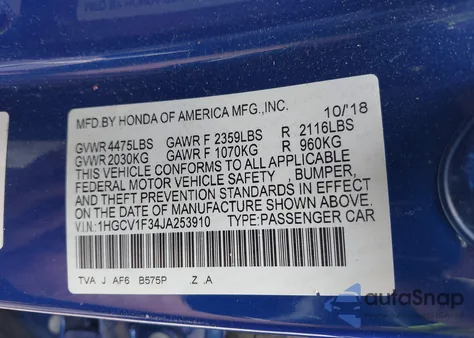 MFD.BY HONDA OF AMERICA MFG.,INC. 10/'18
GVWR 4475LBS GAWR F 2359LBS R 2116LBS
GVWR 2030KG GAWR F 1070KG R 960KG
THIS VEHICLE CONFORMS TO ALL APPLICABLE
FEDERAL MOTOR VEHICLE SAFETY , BUMPER,
AND THEFT PREVENTION STANDARDS IN EFFECT
ON THE DATE OF MANUFACTURE SHOWN ABOVE.
V.I.N:1HGCV1F34JA253910 TYPE:PASSENGER CAR
TVA J AF6 B575P .Z .A
autoSnap